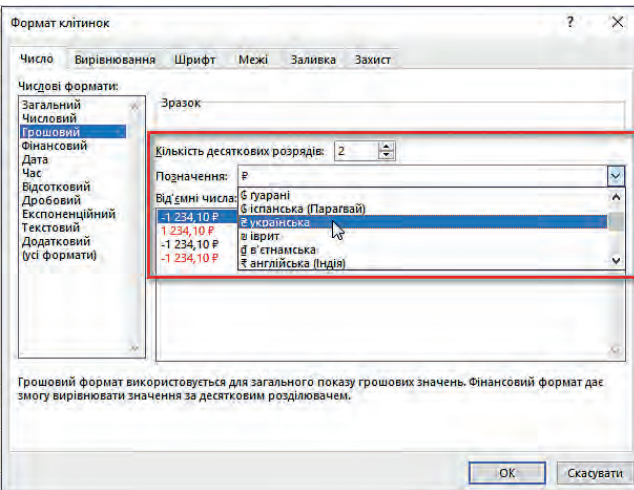 Формат клітинок ? ×
Число Вирівнювання Шрифт Межі Заливка Захист
Числові формати:
Загальний
Числовий
Грошовий
Фінансовий
Дата
Час
Відсотковий
Дробовий
Експоненційний
Текстовий
Додатковий
(усі формати)
Зразок
Кількість десяткових розрядів: 2
Позначення: ₽
Від'ємні числа:
-1 234,10 ₽
1 234,10 ₽
-1 234,10 ₽
-1 234,10 ₽
₲ гуарані
₲ іспанська (Парагвай)
₴ українська
₪ іврит
₫ в'єтнамська
₹ англійська (Індія)
Грошовий формат використовується для загального показу грошових значень. Фінансовий формат дає
змогу вирівнювати значення за десятковим розділювачем.
ОК Скасувати